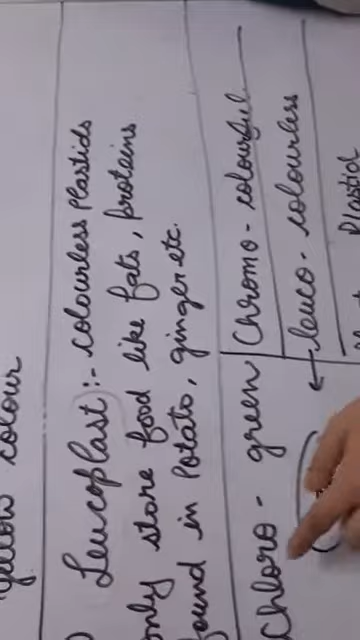 yellow colour
Leucoplast :- colourless Plastids
only store food like fats, proteins
found in Potato, ginger etc.
Chloro - green
Chromo - colourful
leuco - colourless
Plastid